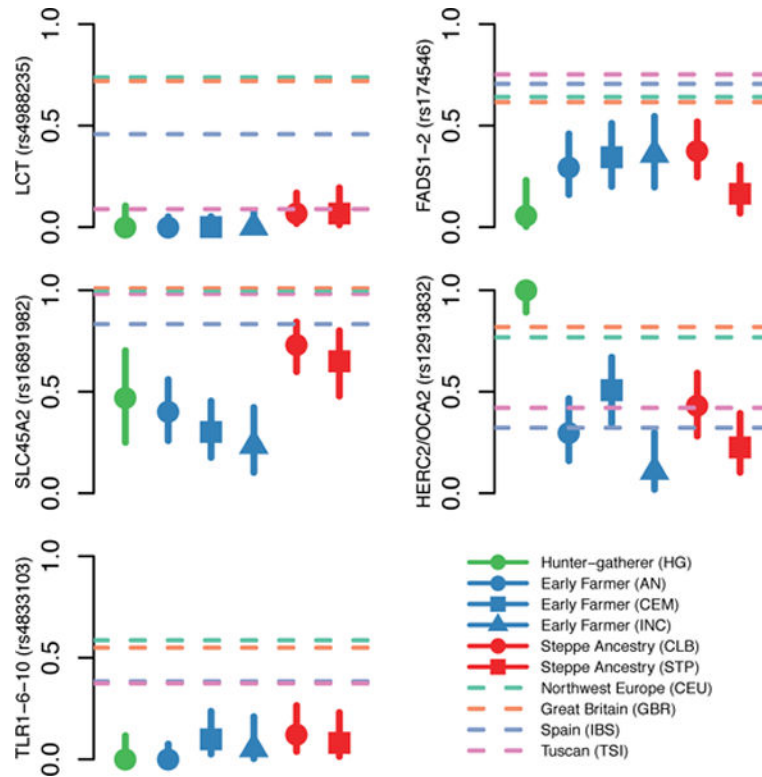 1.0
0.5
0.0
LCT (rs4988235)
1.0
0.5
0.0
FADS1-2 (rs174546)
1.0
0.5
0.0
SLC45A2 (rs16891982)
1.0
0.5
0.0
HERC2/OCA2 (rs12913832)
1.0
0.5
0.0
TLR1-6-10 (rs4833103)
Hunter-gatherer (HG)
Early Farmer (AN)
Early Farmer (CEM)
Early Farmer (INC)
Steppe Ancestry (CLB)
Steppe Ancestry (STP)
Northwest Europe (CEU)
Great Britain (GBR)
Spain (IBS)
Tuscan (TSI)